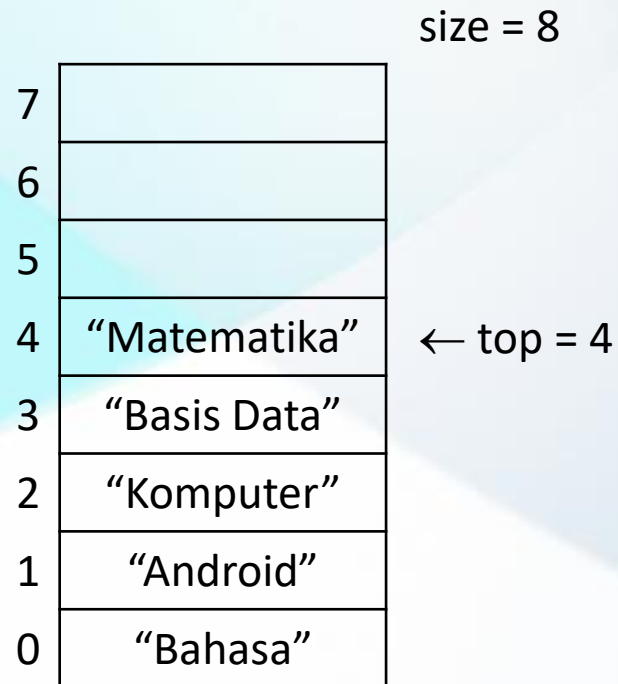 size = 8
7
6
5
4 “Matematika” ← top = 4
3 “Basis Data”
2 “Komputer”
1 “Android”
0 “Bahasa”